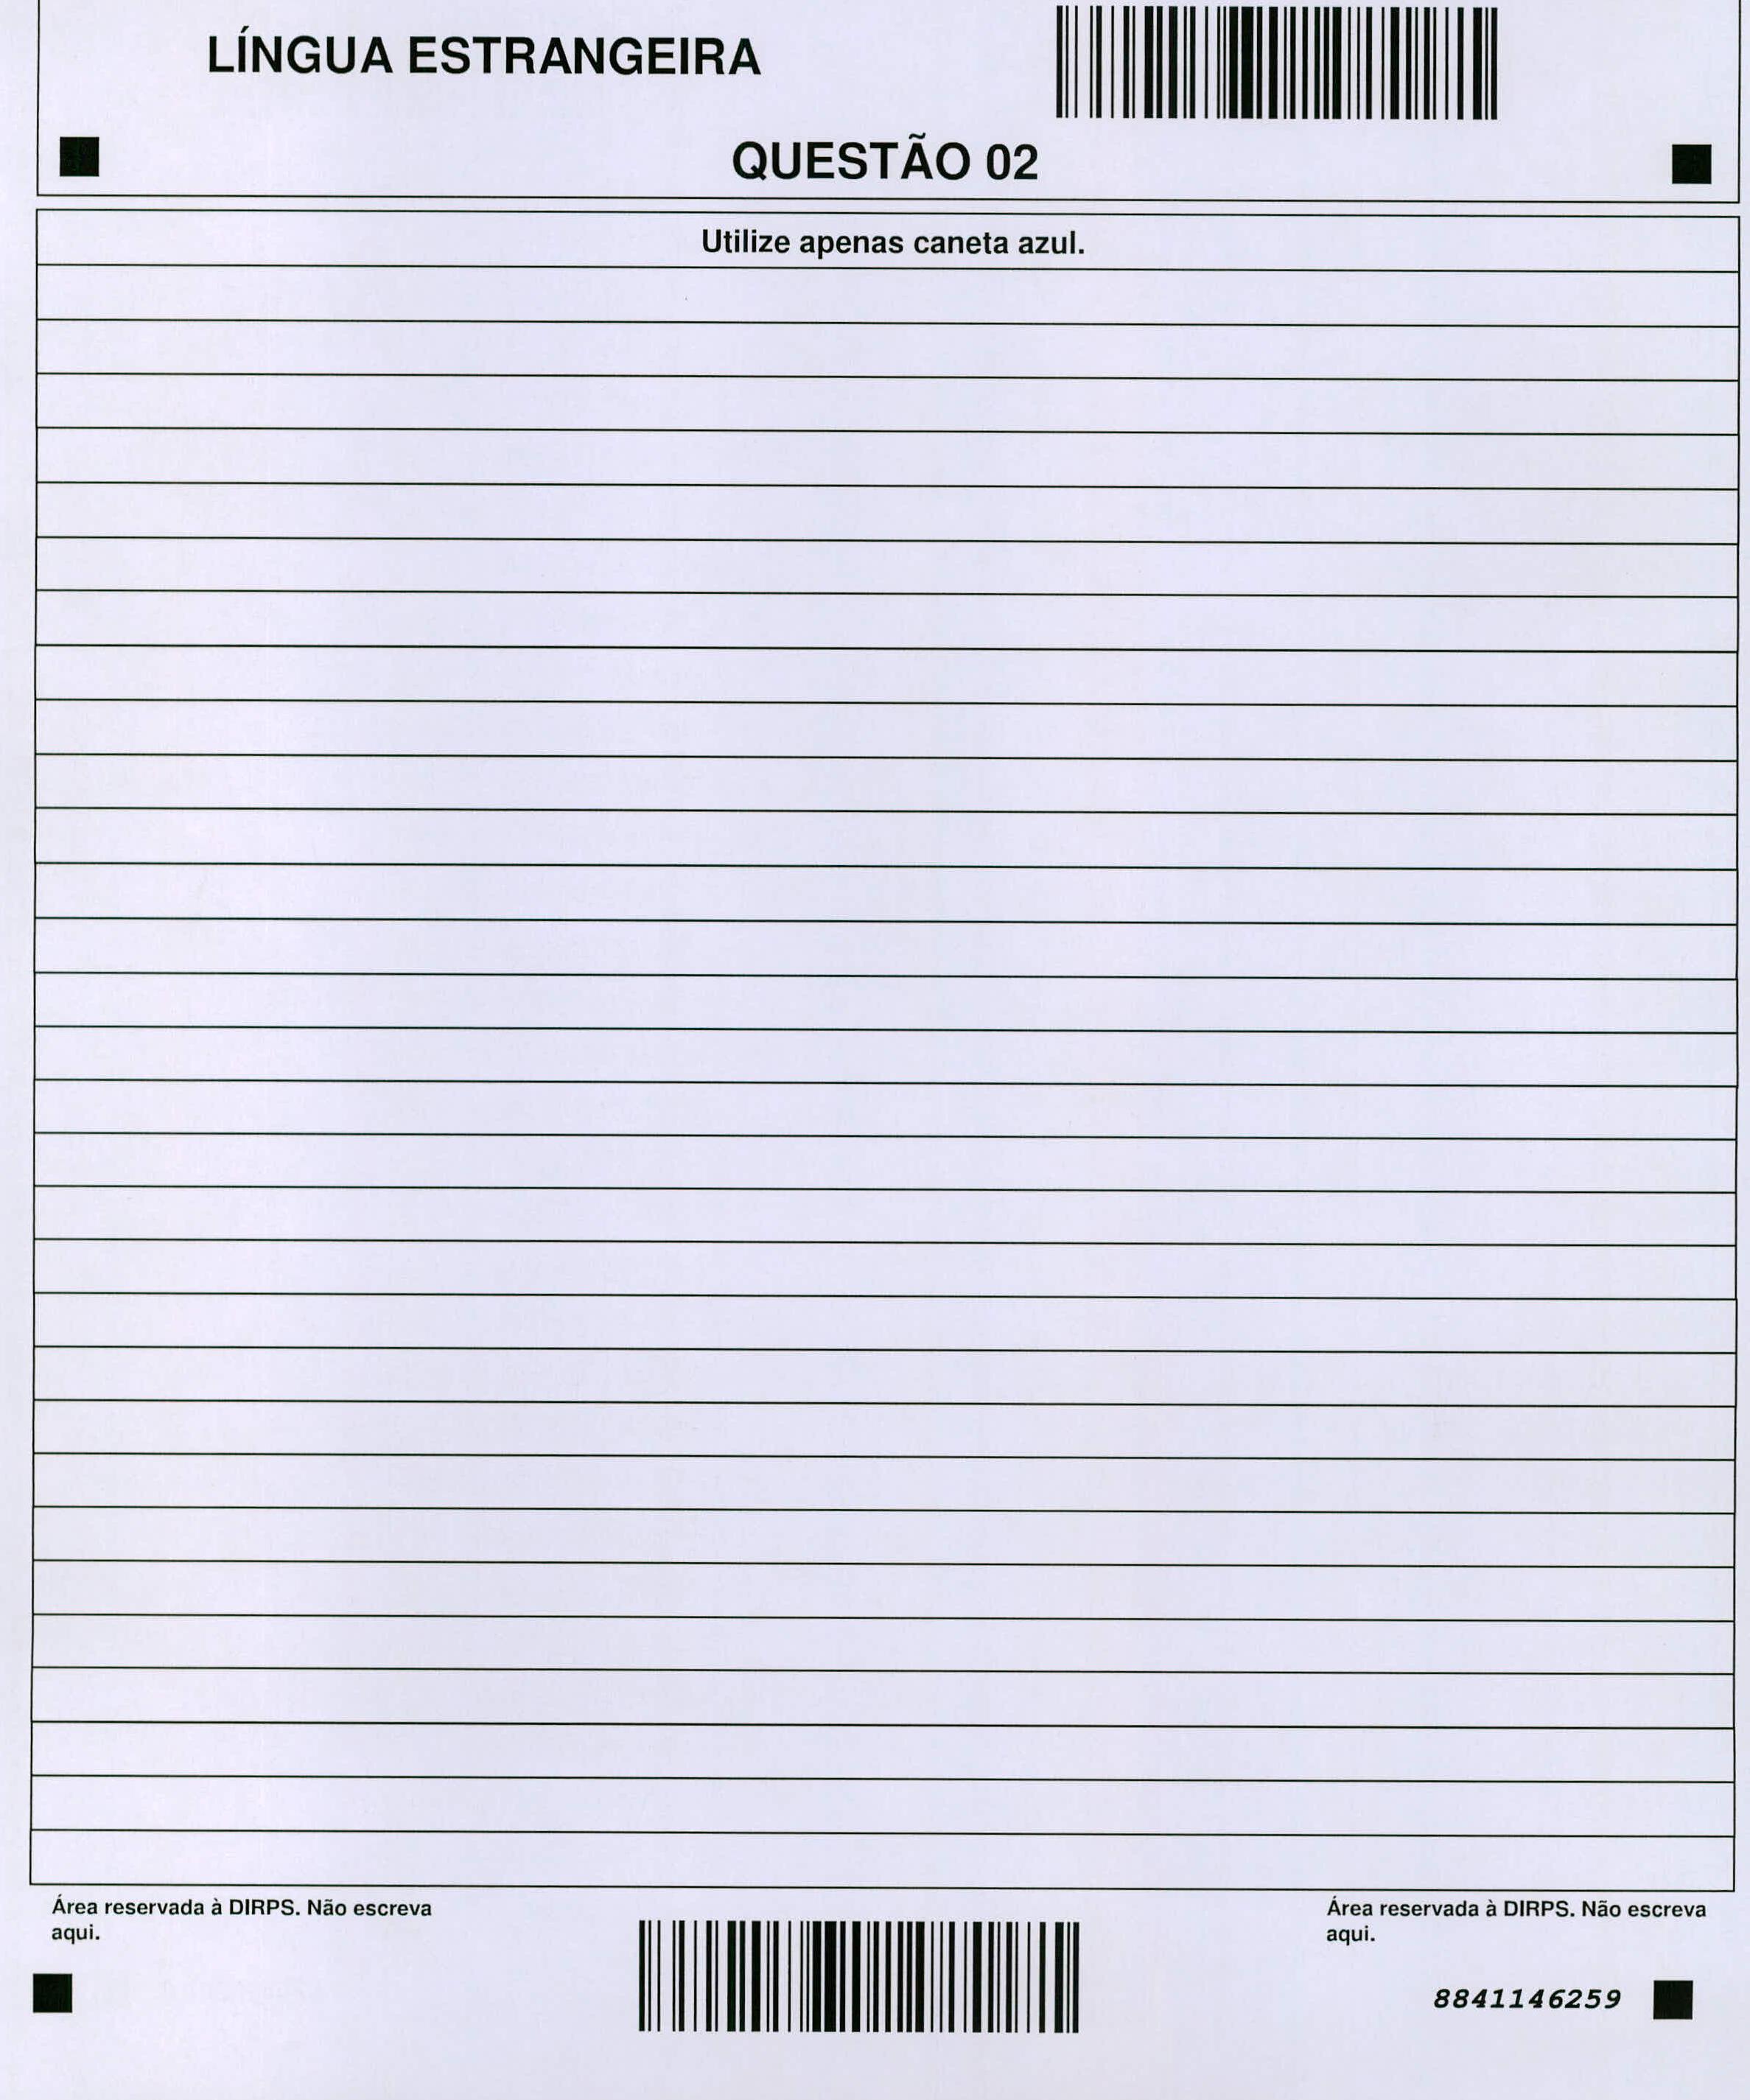 LÍNGUA ESTRANGEIRA
QUESTÃO 02
Utilize apenas caneta azul.
Área reservada à DIRPS. Não escreva
aqui.
Área reservada à DIRPS. Não escreva
aqui.
8841146259